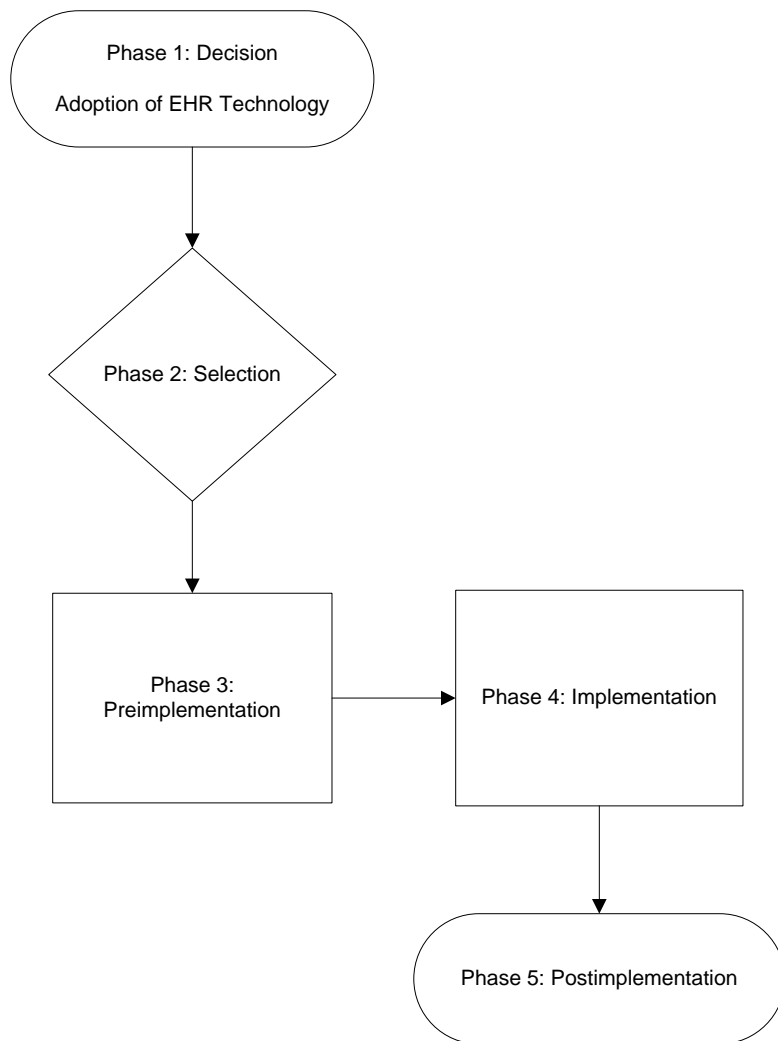 Phase 1: Decision
Adoption of EHR Technology
Phase 2: Selection
Phase 3:
Preimplementation
Phase 4: Implementation
Phase 5: Postimplementation